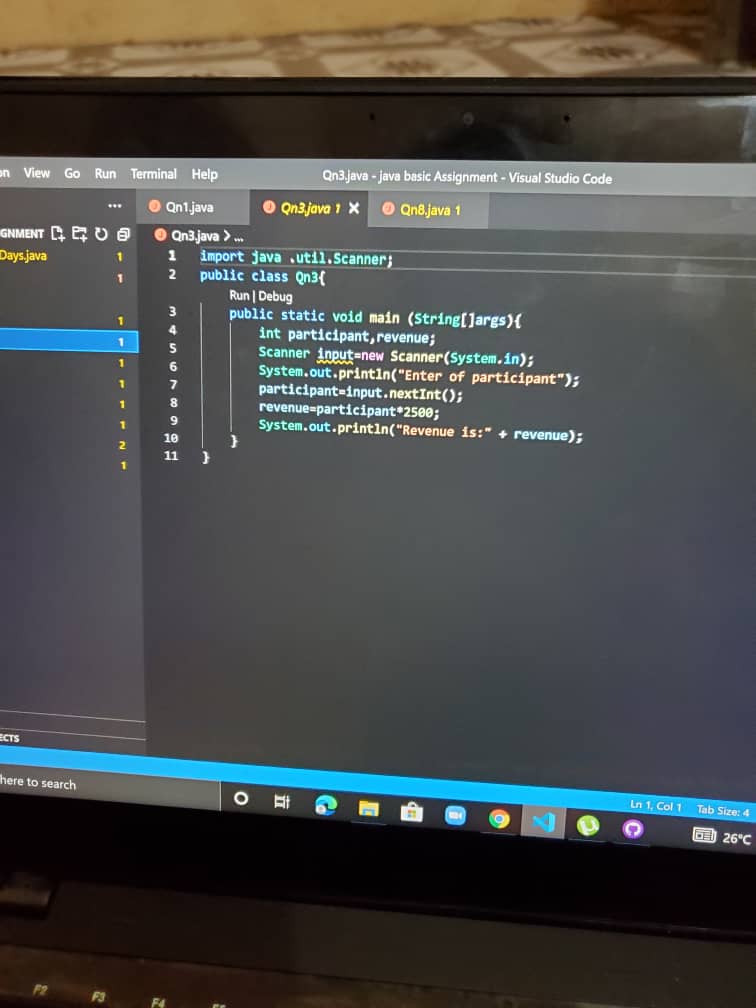 on View Go Run Terminal Help Qn3.java - java basic Assignment - Visual Studio Code
... Qn1.java Qn3.java 1 Qn8.java 1
GNMENT Qn3.java > ...
Days.java 1
1
1
1
1
1
1
1
2
1
1 import java .util.Scanner;
2 public class Qn3{
Run | Debug
3 public static void main (String[]args){
4 int participant,revenue;
5 Scanner input=new Scanner(System.in);
6 System.out.println("Enter of participant");
7 participant=input.nextInt();
8 revenue=participant*2500;
9 System.out.println("Revenue is:" + revenue);
10 }
11 }
ECTS
Ln 1, Col 1 Tab Size: 4
here to search
26°C
F2 F3 F4